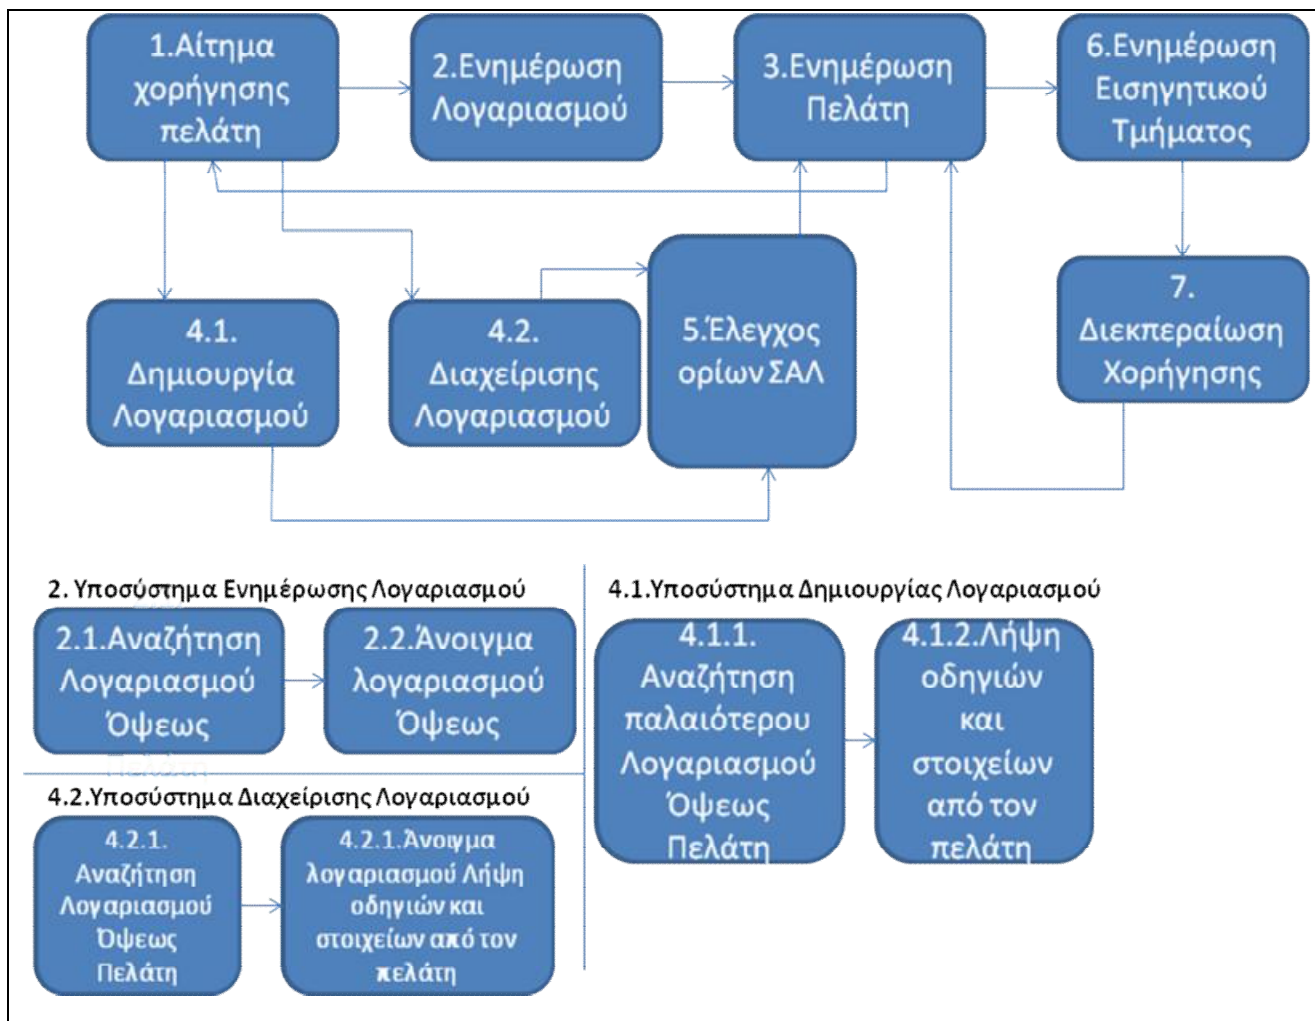 1.Αίτημα
χορήγησης
πελάτη
2.Ενημέρωση
Λογαριασμού
3.Ενημέρωση
Πελάτη
6.Ενημέρωση
Εισηγητικού
Τμήματος
4.1.
Δημιουργία
Λογαριασμού
4.2.
Διαχείρισης
Λογαριασμού
5.Έλεγχος
ορίων ΣΑΛ
7.
Διεκπεραίωση
Χορήγησης
2. Υποσύστημα Ενημέρωσης Λογαριασμού
2.1.Αναζήτηση
Λογαριασμού
Όψεως
2.2.Άνοιγμα
λογαριασμού
Όψεως
Πελάτη
4.2.Υποσύστημα Διαχείρισης Λογαριασμού
4.2.1.
Αναζήτηση
Λογαριασμού
Όψεως
Πελάτη
4.2.1.Άνοιγμα
λογαριασμού Λήψη
οδηγιών και
στοιχείων από τον
πελάτη
4.1.Υποσύστημα Δημιουργίας Λογαριασμού
4.1.1.
Αναζήτηση
παλαιότερου
Λογαριασμού
Όψεως
Πελάτη
4.1.2.Λήψη
οδηγιών
και
στοιχείων
από τον
πελάτη